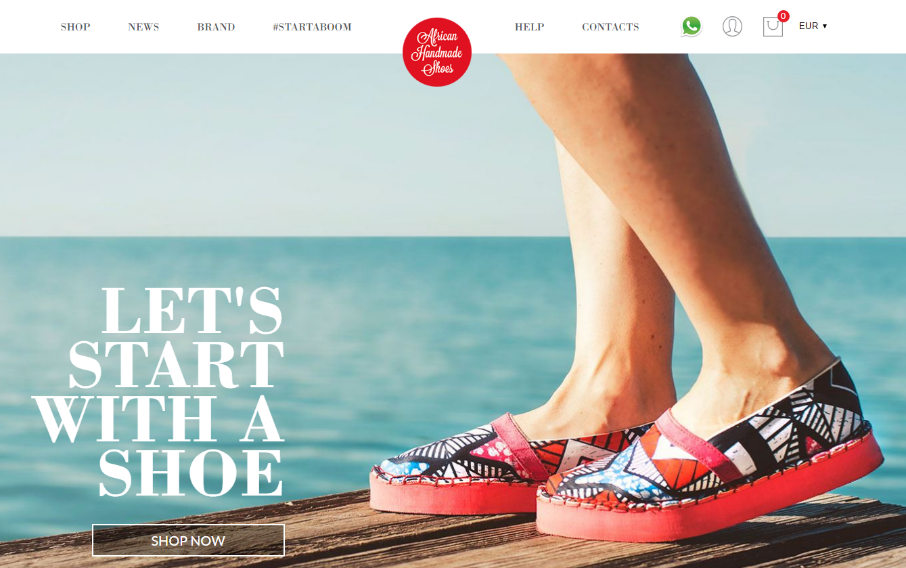 SHOP NEWS BRAND #STARTABOOM
African
Handmade
Shoes
HELP CONTACTS 0 EUR ▼
LET'S
START
WITH A
SHOE
SHOP NOW